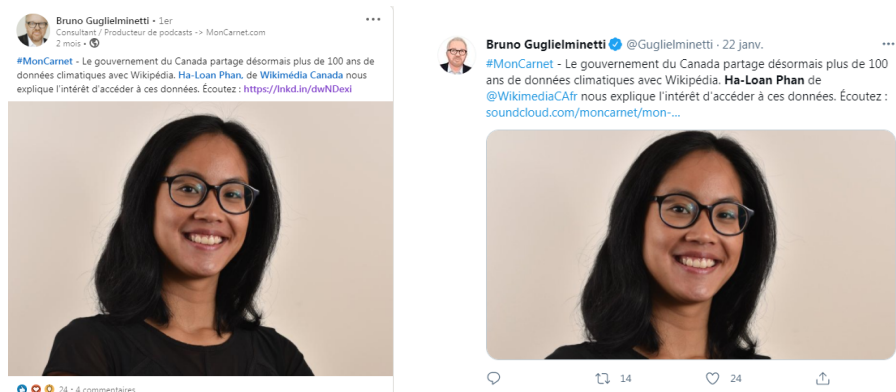 Bruno Guglielminetti • 1er
Consultant / Producteur de podcasts -> MonCarnet.com
2 mois •
#MonCarnet - Le gouvernement du Canada partage désormais plus de 100 ans de
données climatiques avec Wikipédia. Ha-Loan Phan, de Wikimédia Canada nous
explique l'intérêt d'accéder à ces données. Écoutez : https://lnkd.in/dwNDexi
24 • 4 commentaires
Bruno Guglielminetti @Guglielminetti · 22 janv.
#MonCarnet - Le gouvernement du Canada partage désormais plus de 100
ans de données climatiques avec Wikipédia. Ha-Loan Phan de
@WikimediaCAfr nous explique l'intérêt d'accéder à ces données. Écoutez :
soundcloud.com/moncarnet/mon-...
14 24